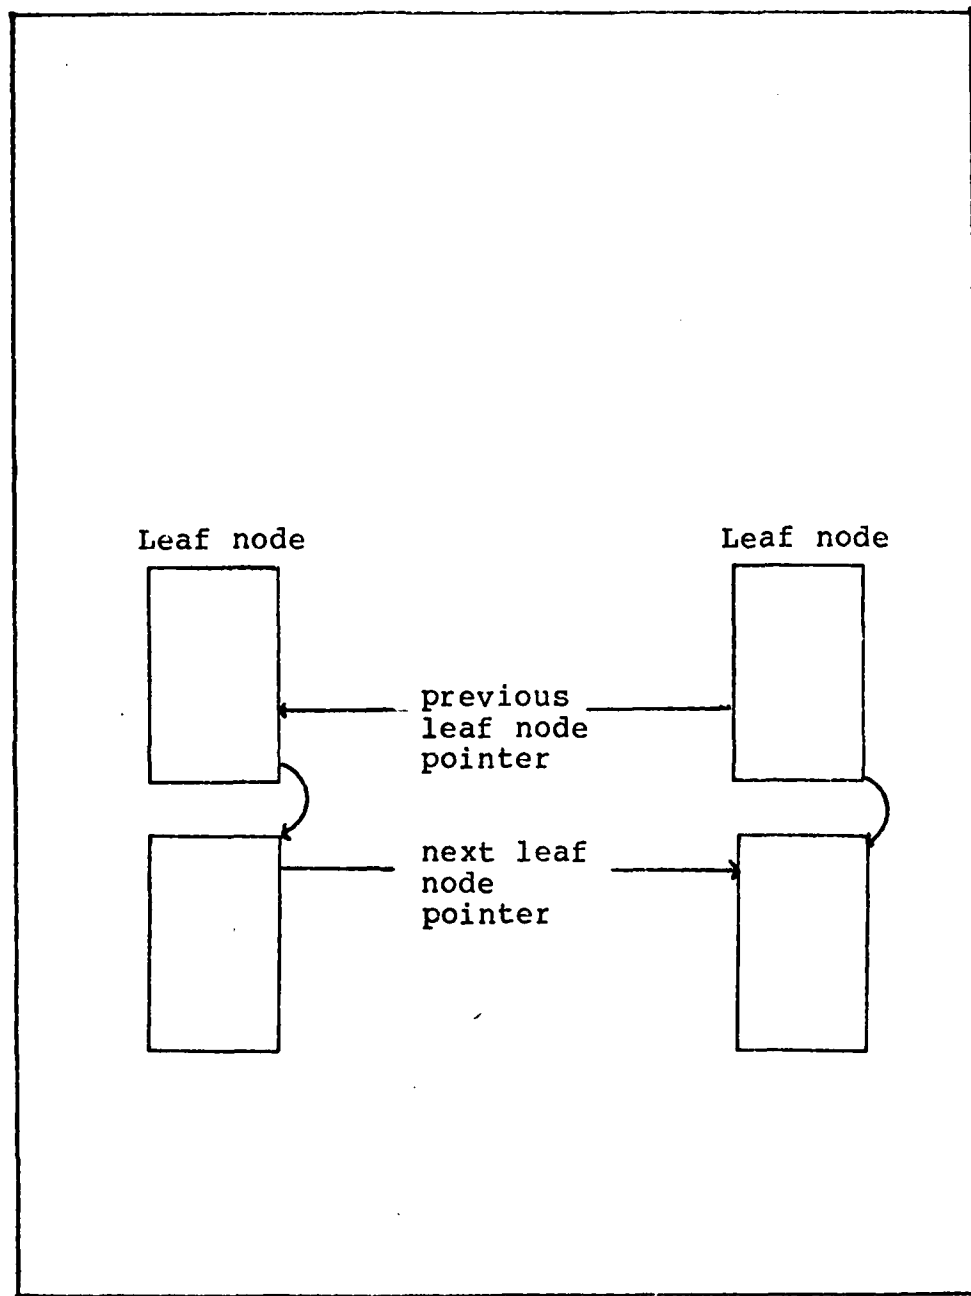 Leaf node
Leaf node
previous
leaf node
pointer
next leaf
node
pointer